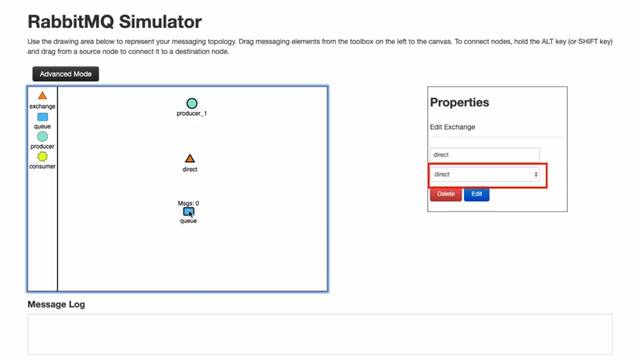 RabbitMQ Simulator
Use the drawing area below to represent your messaging topology. Drag messaging elements from the toolbox on the left to the canvas. To connect nodes, hold the ALT key (or SHIFT key)
and drag from a source node to connect it to a destination node.
Advanced Mode
exchange
queue
producer
consumer
producer_1
direct
Msgs: 0
queue
Properties
Edit Exchange
direct
direct
Delete
Edit
Message Log